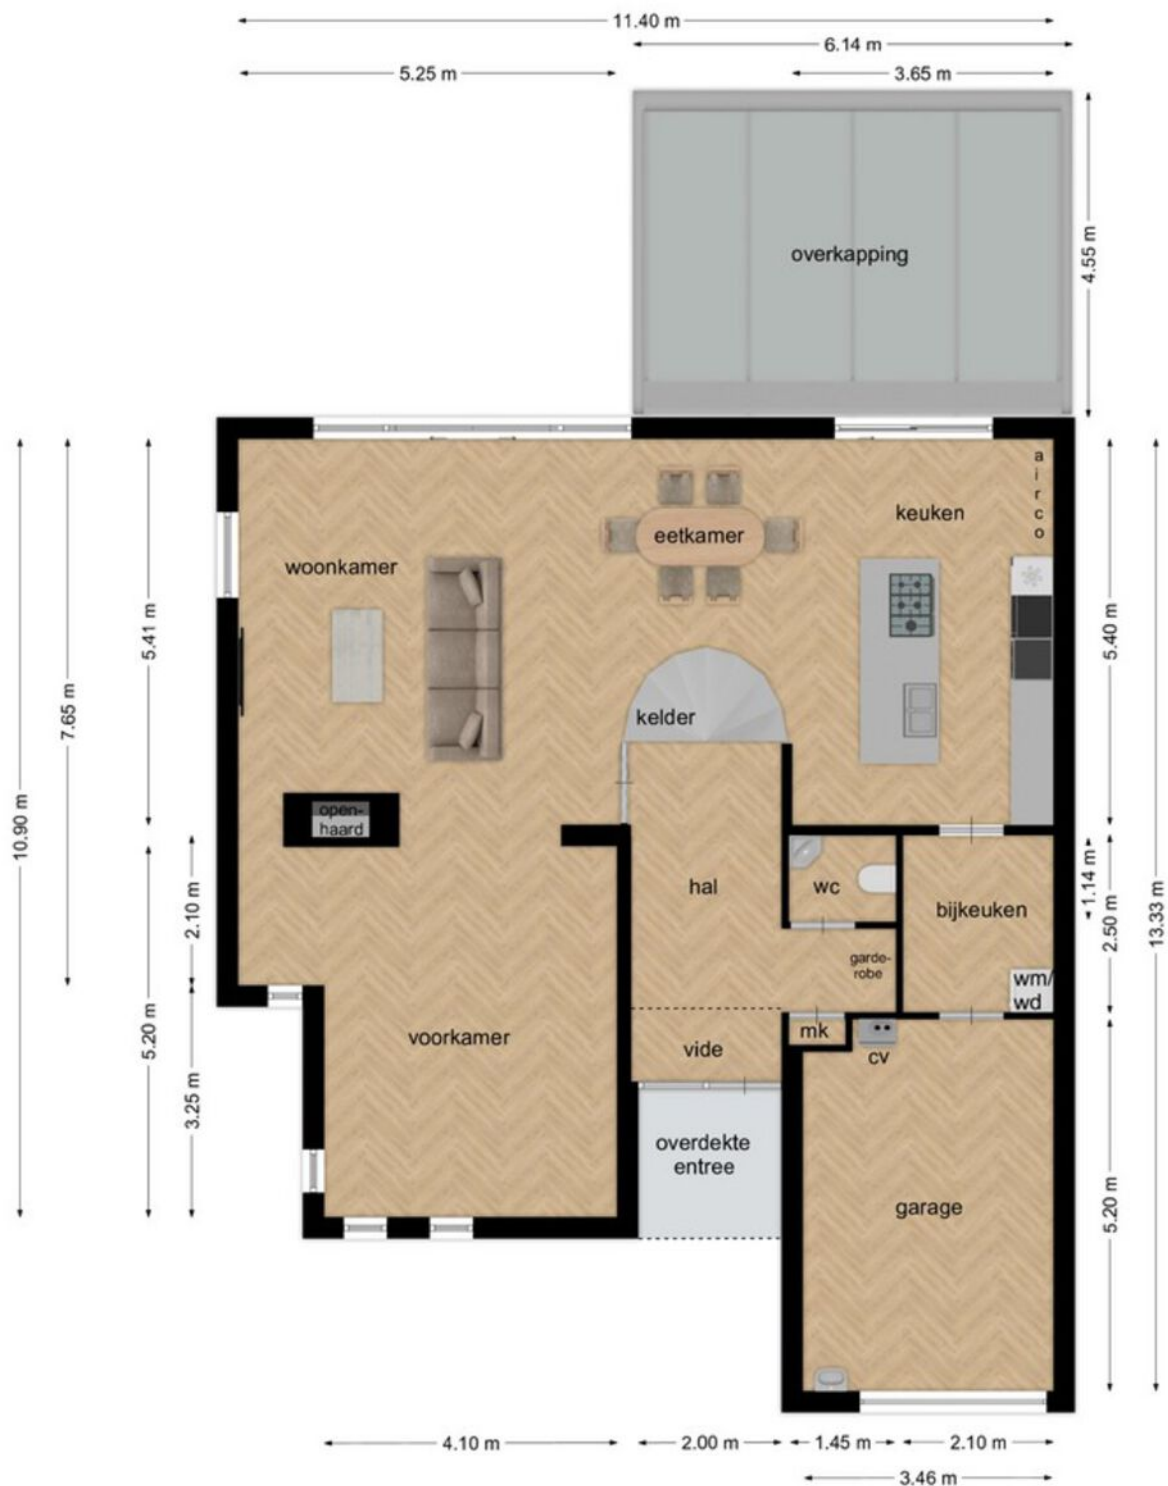 11.40 m
6.14 m
5.25 m
3.65 m
overkapping
4.55 m
airco
keuken
eetkamer
woonkamer
5.41 m
5.40 m
7.65 m
kelder
10.90 m
open-
haard
1.14 m
hal
wc
2.10 m
bijkeuken
2.50 m
13.33 m
garde-
robe
wm/
wd
5.20 m
voorkamer
vide
mk
cv
3.25 m
overdekte
entree
garage
5.20 m
4.10 m
2.00 m
1.45 m
2.10 m
3.46 m